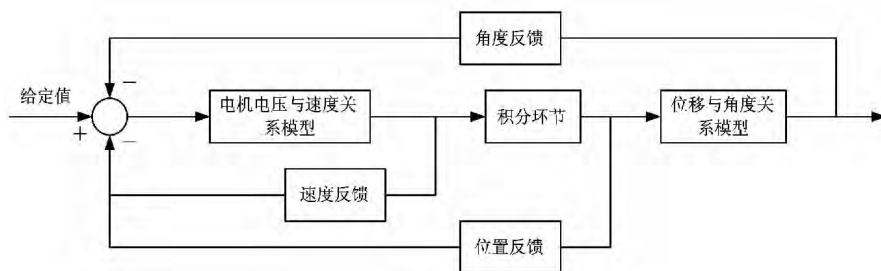 角度反馈
给定值
+
−
−
电机电压与速度关
系模型
积分环节
位移与角度关
系模型
速度反馈
位置反馈